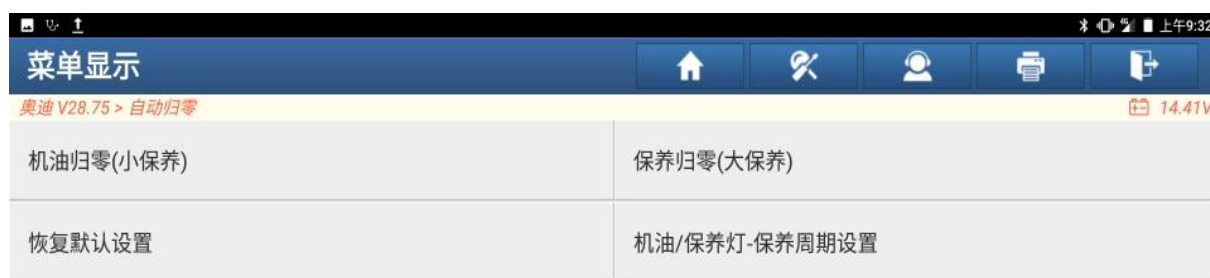 上午9:32
菜单显示
奥迪 V28.75 > 自动归零
14.41V
机油归零(小保养)
保养归零(大保养)
恢复默认设置
机油/保养灯-保养周期设置